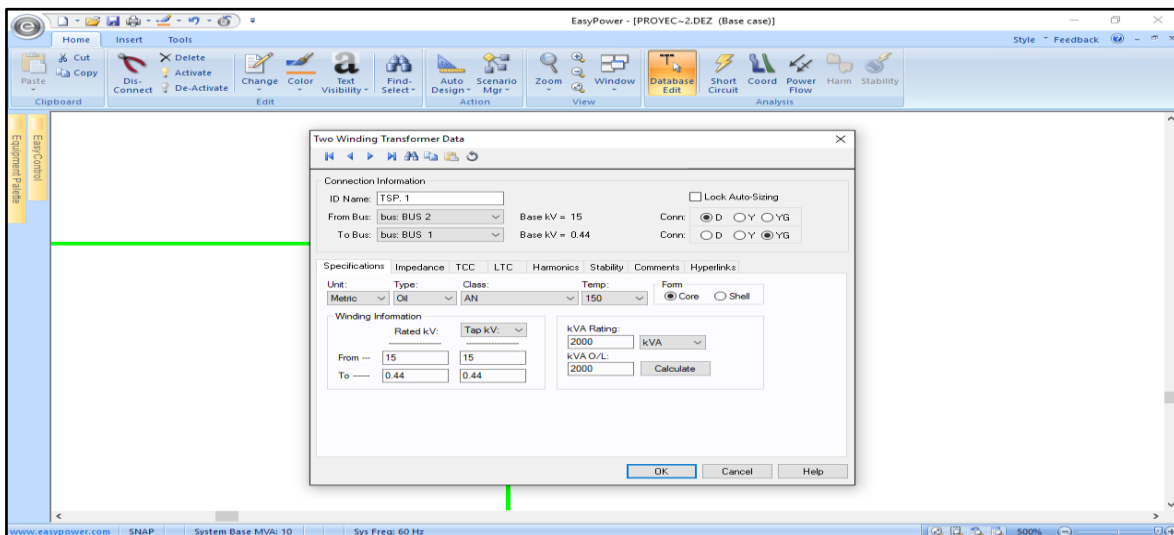 EasyPower - [PROYEC~2.DEZ (Base case)]
Home Insert Tools Style Feedback
Paste Cut Copy Dis-Connect Delete Activate De-Activate Change Color Text Visibility Find-Select Auto Design Scenario Mgr Zoom Window Database Edit Short Circuit Coord Power Flow Harm Stability
Clipboard Edit Action View Analysis
EasyControl
Equipment Palette
Two Winding Transformer Data
Connection Information
ID Name: TSP. 1 Lock Auto-Sizing
From Bus: bus: BUS 2 Base kV = 15 Conn: D Y YG
To Bus: bus: BUS 1 Base kV = 0.44 Conn: D Y YG
Specifications Impedance TCC LTC Harmonics Stability Comments Hyperlinks
Unit: Type: Class: Temp: Form
Metric Oil AN 150 Core Shell
Winding Information
Rated kV: Tap kV: kVA Rating:
2000 kVA
From --- 15 15 kVA O/L:
To ----- 0.44 0.44 2000 Calculate
OK Cancel Help
www.easypower.com SNAP System Base MVA: 10 Sys Freq: 60 Hz 500%